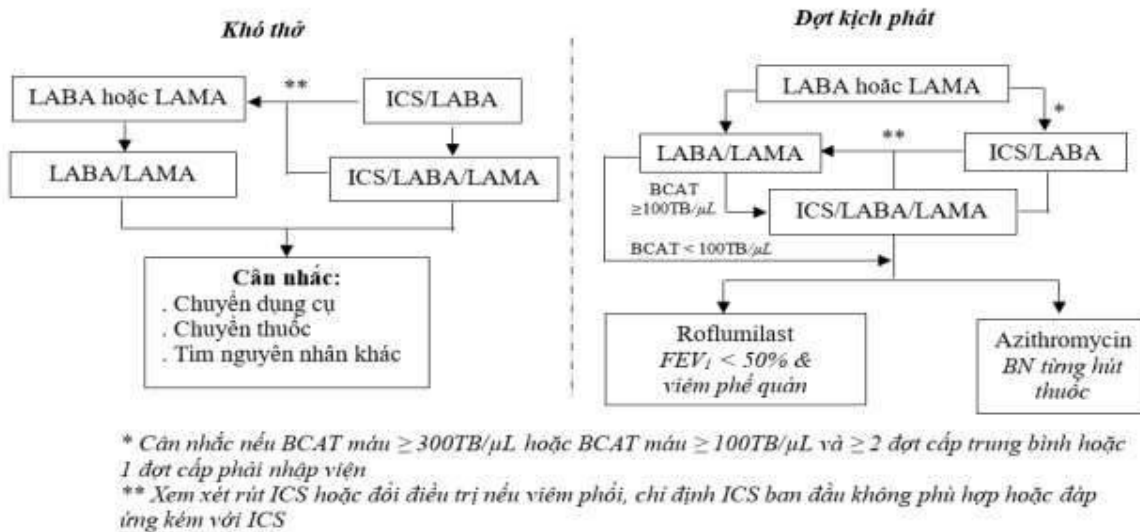 Khó thở
**
LABA hoặc LAMA
ICS/LABA
LABA/LAMA
ICS/LABA/LAMA
Cân nhắc:
. Chuyển dụng cụ
. Chuyển thuốc
. Tìm nguyên nhân khác
Đợt kịch phát
LABA hoặc LAMA
*
**
LABA/LAMA
ICS/LABA
BCAT
≥100TB/µL
ICS/LABA/LAMA
BCAT < 100TB/µL
Roflumilast
FEV₁ < 50% &
viêm phế quản
Azithromycin
BN từng hút
thuốc
* Cân nhắc nếu BCAT máu ≥ 300TB/µL hoặc BCAT máu ≥ 100TB/µL và ≥ 2 đợt cấp trung bình hoặc
1 đợt cấp phải nhập viện
** Xem xét rút ICS hoặc đổi điều trị nếu viêm phổi, chỉ định ICS ban đầu không phù hợp hoặc đáp
ứng kém với ICS